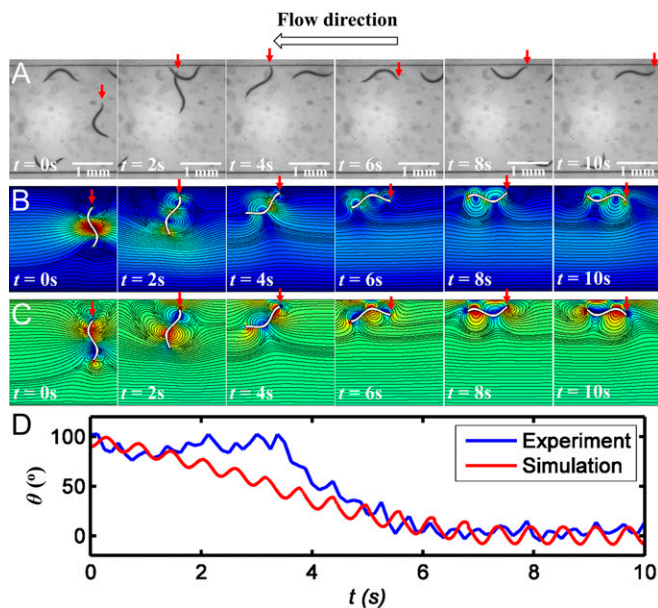 Flow direction
A
t = 0s 1 mm t = 2s 1 mm t = 4s 1 mm t = 6s 1 mm t = 8s 1 mm t = 10s 1 mm
B
t = 0s t = 2s t = 4s t = 6s t = 8s t = 10s
C
t = 0s t = 2s t = 4s t = 6s t = 8s t = 10s
D
100
50
0
θ (°)
Experiment
Simulation
0 2 4 6 8 10
t (s)